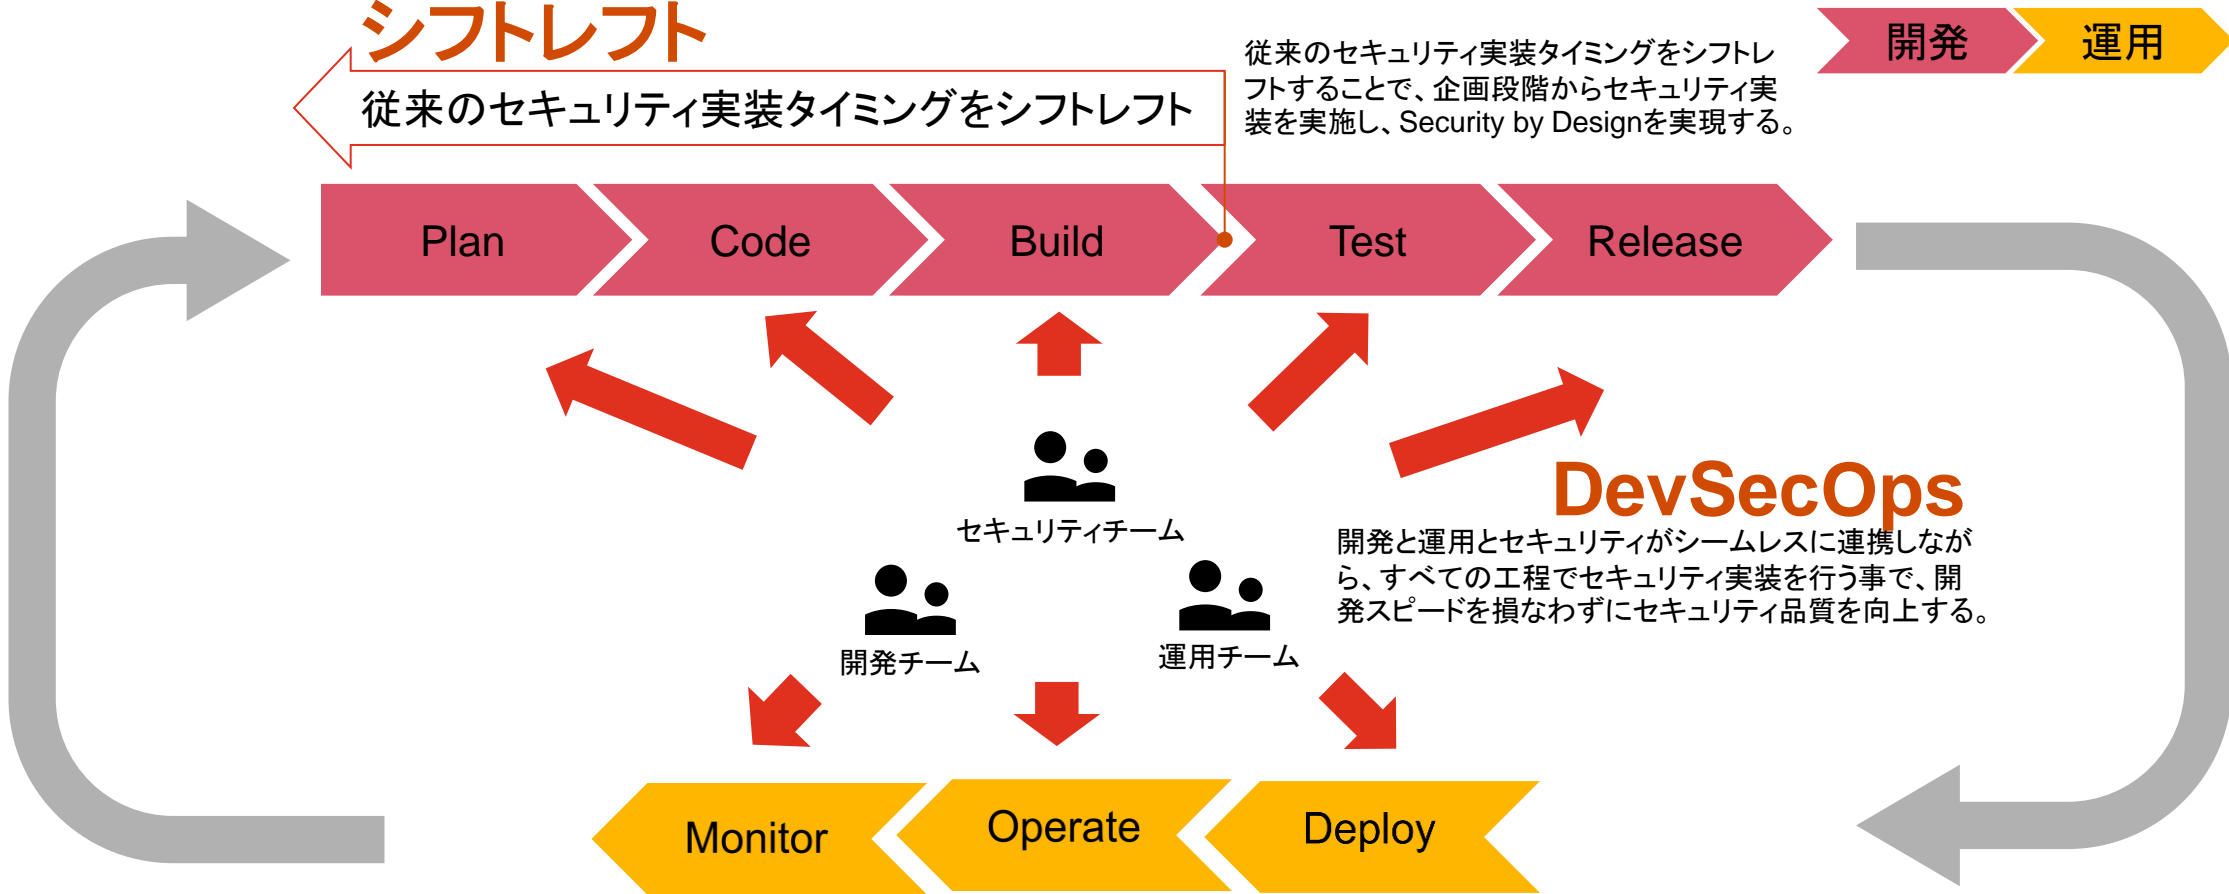 シフトレフト
従来のセキュリティ実装タイミングをシフトレフト
従来のセキュリティ実装タイミングをシフトレ
フトすることで、企画段階からセキュリティ実
装を実施し、Security by Designを実現する。
開発
運用
Plan
Code
Build
Test
Release
セキュリティチーム
開発チーム
運用チーム
DevSecOps
開発と運用とセキュリティがシームレスに連携しなが
ら、すべての工程でセキュリティ実装を行う事で、開
発スピードを損なわずにセキュリティ品質を向上する。
Monitor
Operate
Deploy